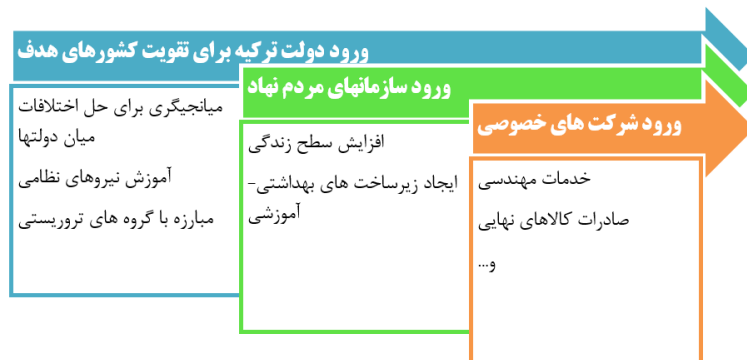 ورود دولت ترکیه برای تقویت کشورهای هدف
میانجیگری برای حل اختلافات
میان دولتها
آموزش نیروهای نظامی
مبارزه با گروه های تروریستی
ورود سازمانهای مردم نهاد
افزایش سطح زندگی
ایجاد زیرساخت های بهداشتی-
آموزشی
ورود شرکت های خصوصی
خدمات مهندسی
صادرات کالاهای نهایی
و...